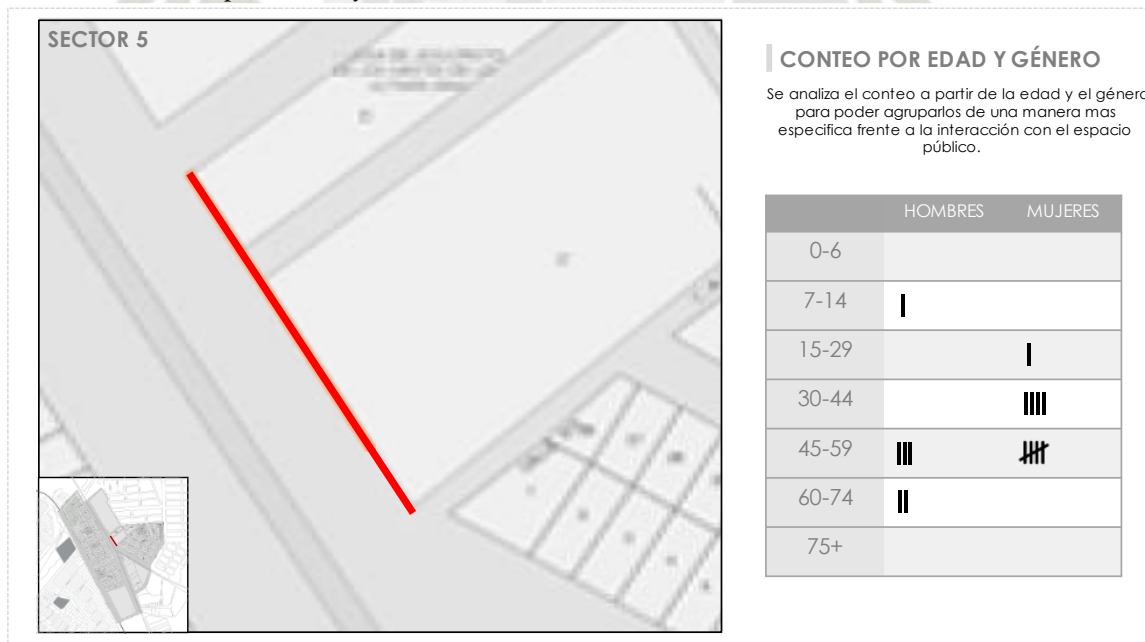 SECTOR 5
CONTEO POR EDAD Y GÉNERO
Se analiza el conteo a partir de la edad y el género
para poder agruparlos de una manera mas
especifica frente a la interacción con el espacio
público.
HOMBRES MUJERES
0-6
7-14
15-29
30-44
45-59
60-74
75+